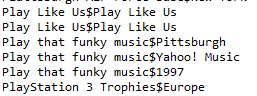 Play Like Us$Play Like Us
Play Like Us$Play Like Us
Play that funky music$Pittsburgh
Play that funky music$Yahoo! Music
Play that funky music$1997
PlayStation 3 Trophies$Europe